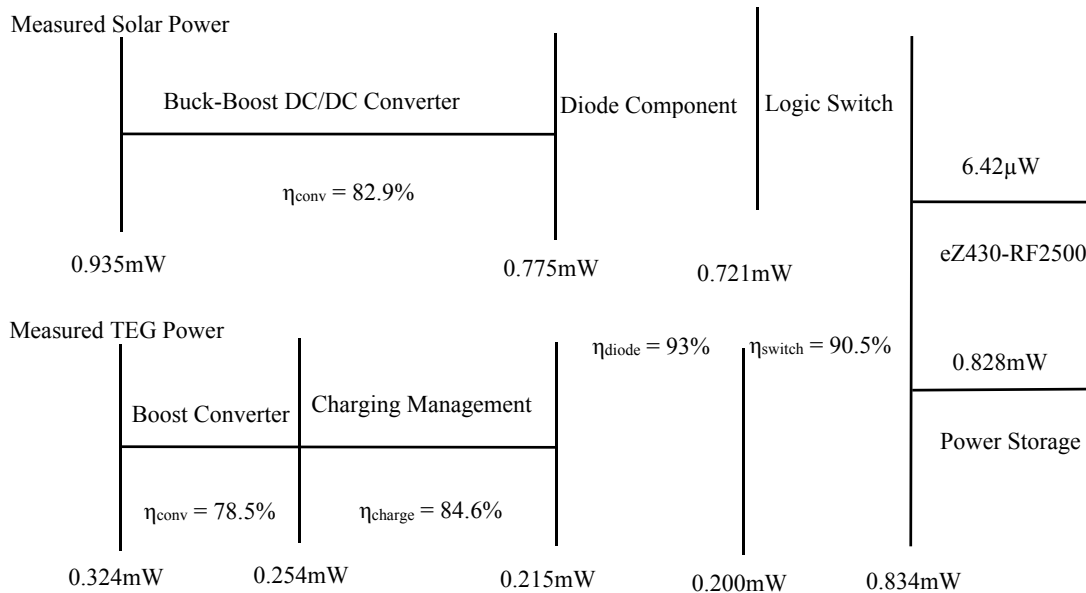 Measured Solar Power
Buck-Boost DC/DC Converter
Diode Component
Logic Switch
6.42µW
ηconv = 82.9%
eZ430-RF2500
0.935mW
0.775mW
0.721mW
Measured TEG Power
ηdiode = 93%
ηswitch = 90.5%
0.828mW
Boost Converter
Charging Management
Power Storage
ηconv = 78.5%
ηcharge = 84.6%
0.324mW
0.254mW
0.215mW
0.200mW
0.834mW